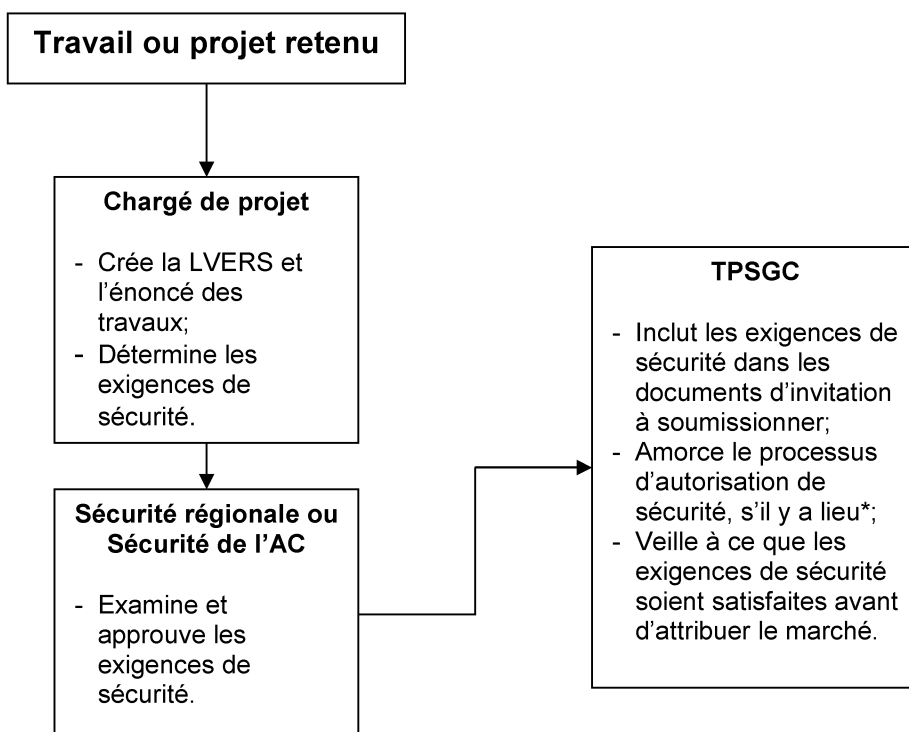 Travail ou projet retenu
Chargé de projet
- Crée la LVERS et
l’énoncé des
travaux;
- Détermine les
exigences de
sécurité.
Sécurité régionale ou
Sécurité de l’AC
- Examine et
approuve les
exigences de
sécurité.
TPSGC
- Inclut les exigences de
sécurité dans les
documents d’invitation
à soumissionner;
- Amorce le processus
d’autorisation de
sécurité, s’il y a lieu*;
- Veille à ce que les
exigences de sécurité
soient satisfaites avant
d’attribuer le marché.